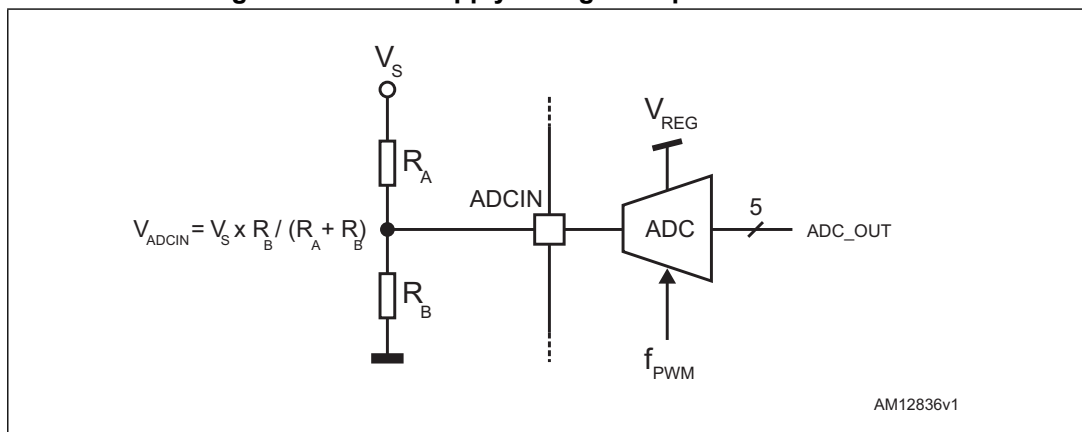 V_S
R_A
V_REG
ADCIN
V_ADCIN = V_S x R_B / (R_A + R_B)
ADC
5
ADC_OUT
R_B
f_PWM
AM12836v1